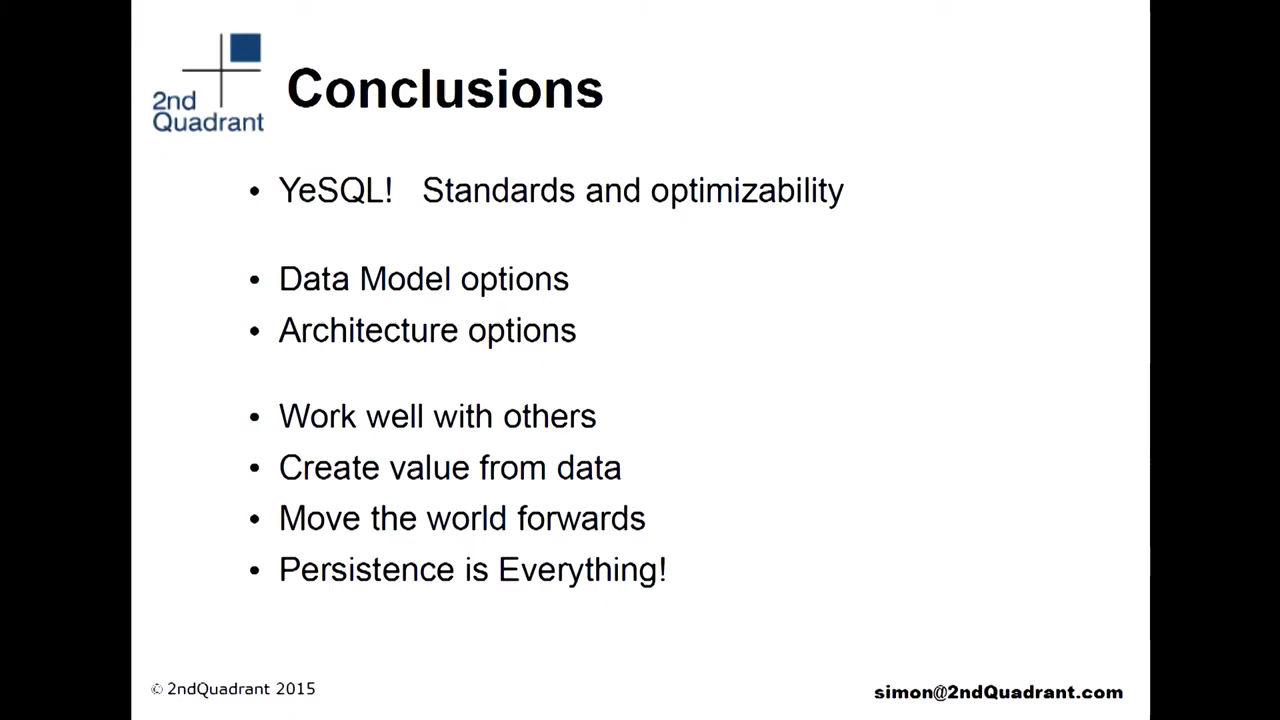 2nd
Quadrant
Conclusions
• YeSQL! Standards and optimizability
• Data Model options
• Architecture options
• Work well with others
• Create value from data
• Move the world forwards
• Persistence is Everything!
© 2ndQuadrant 2015
simon@2ndQuadrant.com